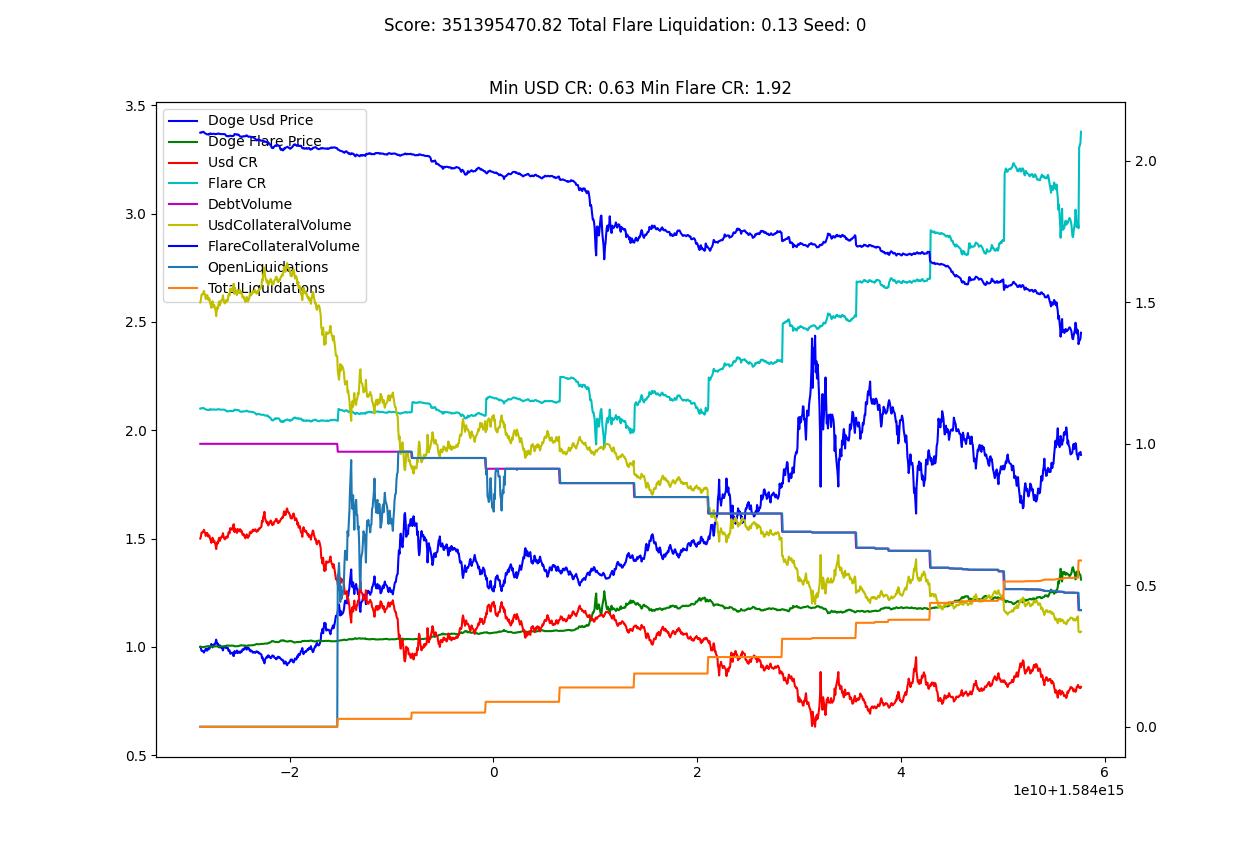 Score: 351395470.82 Total Flare Liquidation: 0.13 Seed: 0
Min USD CR: 0.63 Min Flare CR: 1.92
3.5
3.0
2.5
2.0
1.5
1.0
0.5
Doge Usd Price
Doge Flare Price
Usd CR
Flare CR
DebtVolume
UsdCollateralVolume
FlareCollateralVolume
OpenLiquidations
TotalLiquidations
2.0
1.5
1.0
0.5
0.0
−2
0
2
4
6
1e10+1.584e15